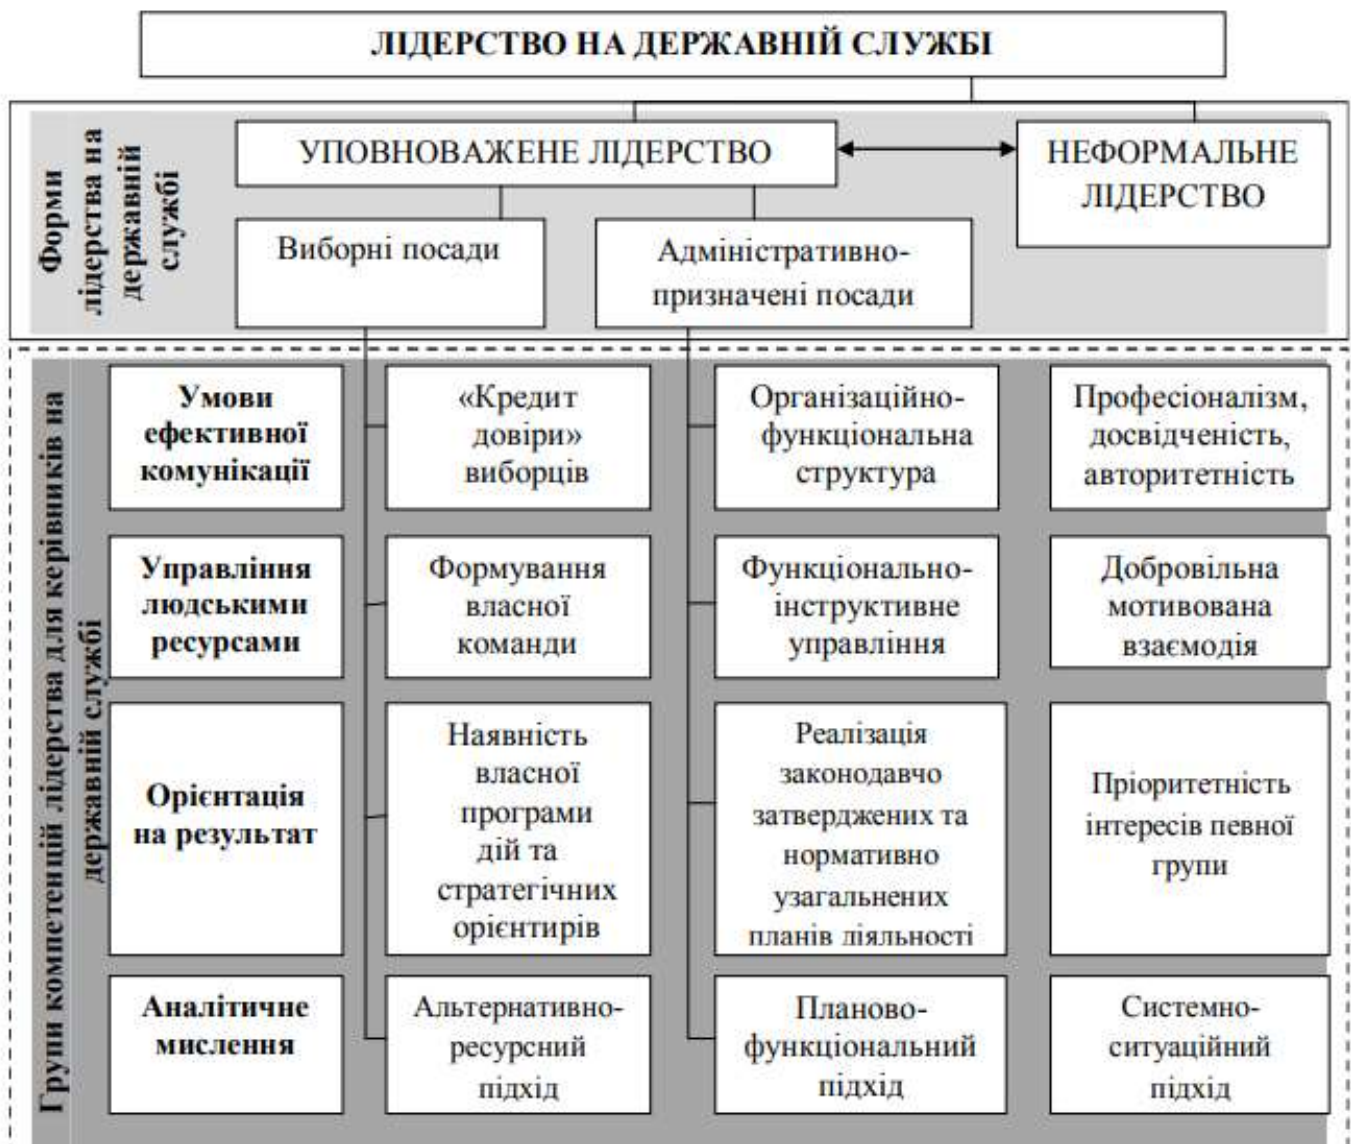 ЛІДЕРСТВО НА ДЕРЖАВНІЙ СЛУЖБІ
Форми
лідерства на
державній
службі
УПОВНОВАЖЕНЕ ЛІДЕРСТВО
НЕФОРМАЛЬНЕ
ЛІДЕРСТВО
Виборні посади
Адміністративно-
призначені посади
Групи компетенцій лідерства для керівників на
державній службі
Умови
ефективної
комунікації
«Кредит
довіри»
виборців
Організаційно-
функціональна
структура
Професіоналізм,
досвідченість,
авторитетність
Управління
людськими
ресурсами
Формування
власної
команди
Функціонально-
інструктивне
управління
Добровільна
мотивована
взаємодія
Орієнтація
на результат
Наявність
власної
програми
дій та
стратегічних
орієнтирів
Реалізація
законодавчо
затверджених та
нормативно
узагальнених
планів діяльності
Пріоритетність
інтересів певної
групи
Аналітичне
мислення
Альтернативно-
ресурсний
підхід
Планово-
функціональний
підхід
Системно-
ситуаційний
підхід